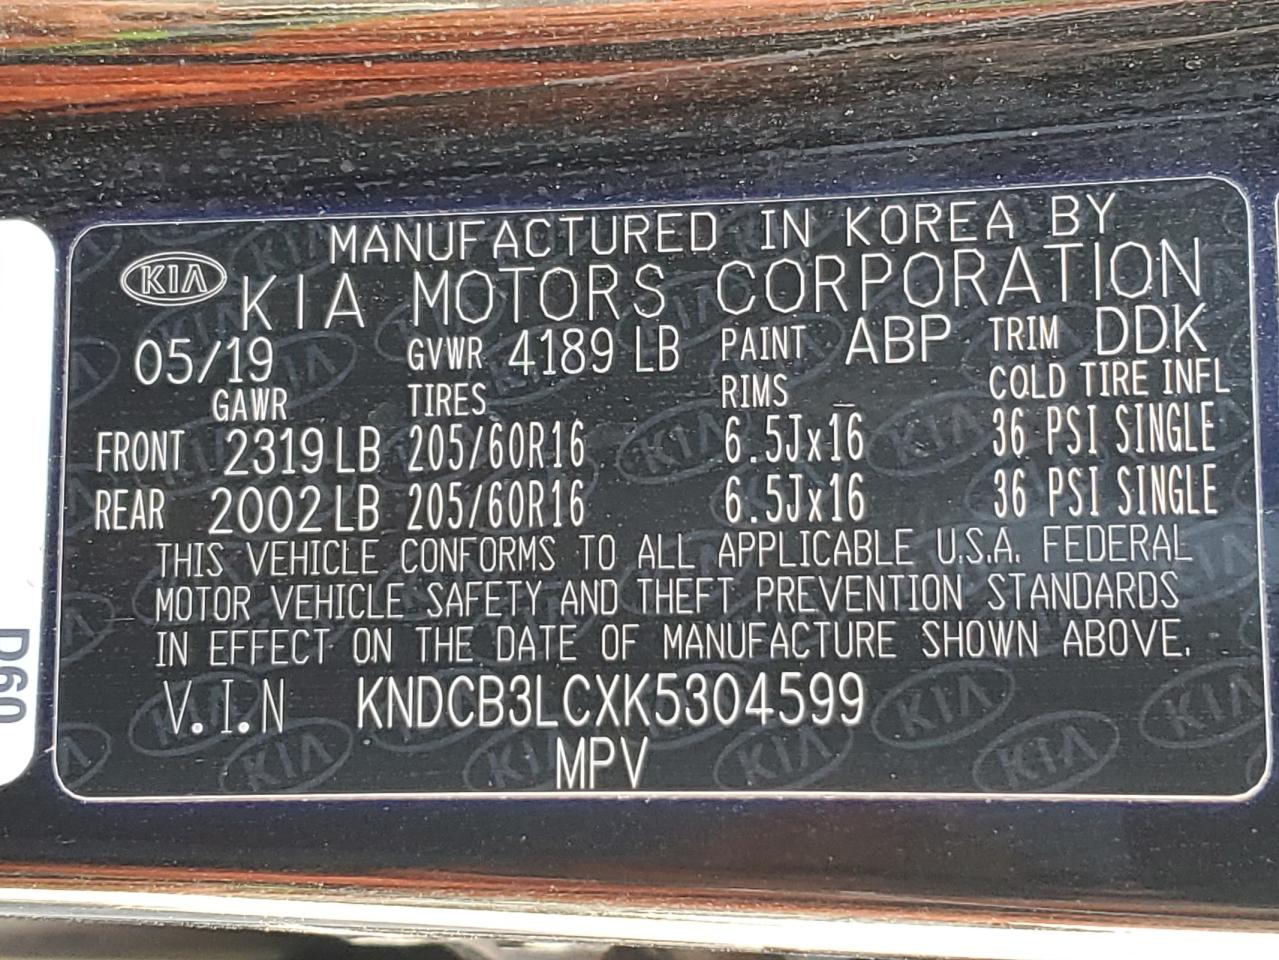 MANUFACTURED IN KOREA BY
KIA KIA MOTORS CORPORATION
05/19 GVWR 4189 LB PAINT ABP TRIM DDK
GAWR TIRES RIMS COLD TIRE INFL
FRONT 2319 LB 205/60R16 6.5Jx16 36 PSI SINGLE
REAR 2002 LB 205/60R16 6.5Jx16 36 PSI SINGLE
THIS VEHICLE CONFORMS TO ALL APPLICABLE U.S.A. FEDERAL
MOTOR VEHICLE SAFETY AND THEFT PREVENTION STANDARDS
IN EFFECT ON THE DATE OF MANUFACTURE SHOWN ABOVE.
V.I.N KNDCB3LCXK5304599
MPV
D60